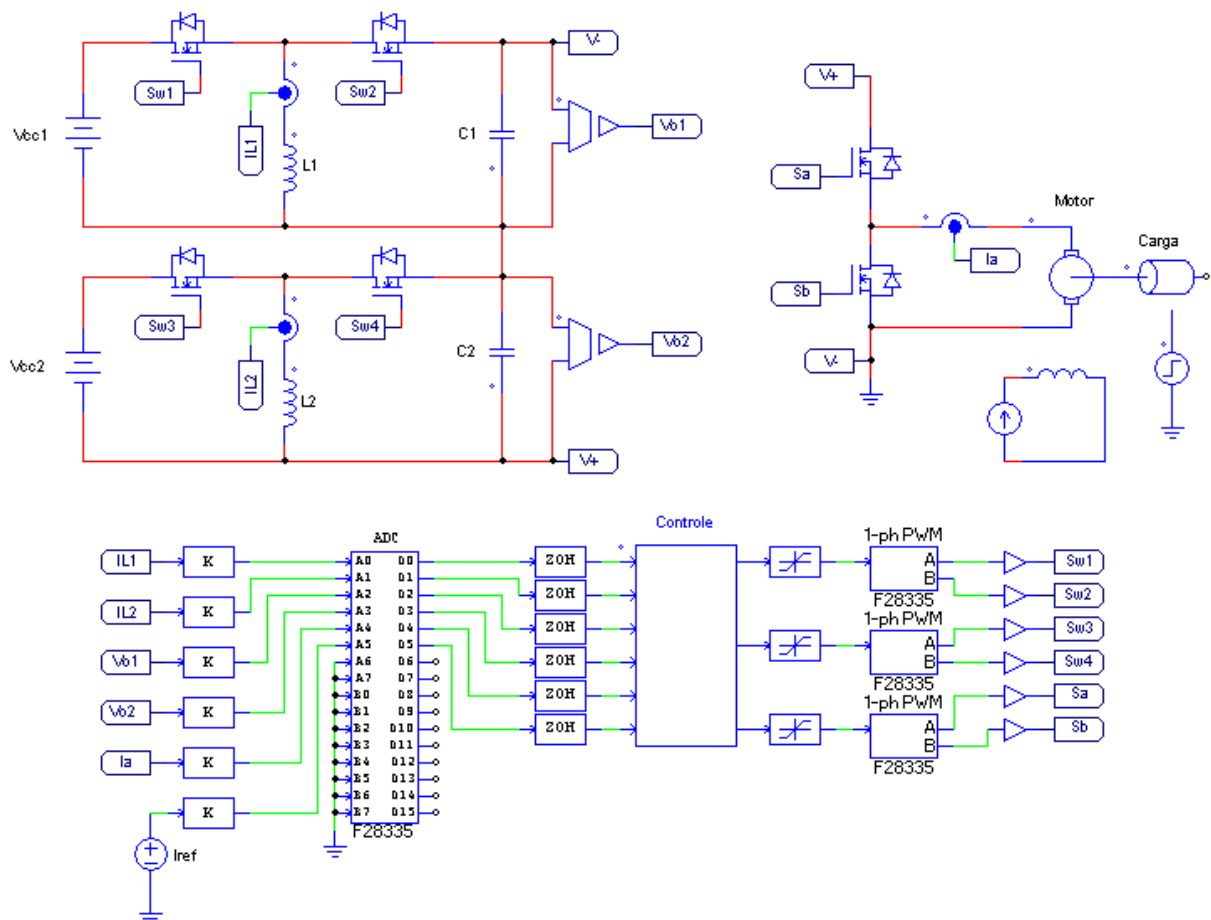 V-
Sw1
Sw2
Vcc1
IL1
L1
C1
Vo1
Sw3
Sw4
Vcc2
IL2
L2
C2
Vo2
V+
V+
Sa
Motor
Carga
Ia
Sb
V-
ADC
Controle
1-ph PWM
IL1
K
A0 D0
ZOH
A
B
F28335
Sw1
Sw2
IL2
K
A1 D1
ZOH
A2 D2
ZOH
1-ph PWM
A
B
F28335
Sw3
Sw4
Vo1
K
A3 D3
ZOH
A4 D4
ZOH
A5 D5
ZOH
1-ph PWM
A
B
F28335
Sa
Sb
Vo2
K
A6 D6
A7 D7
B0 D8
B1 D9
B2 D10
B3 D11
Ia
K
B4 D12
B5 D13
B6 D14
B7 D15
F28335
K
Iref